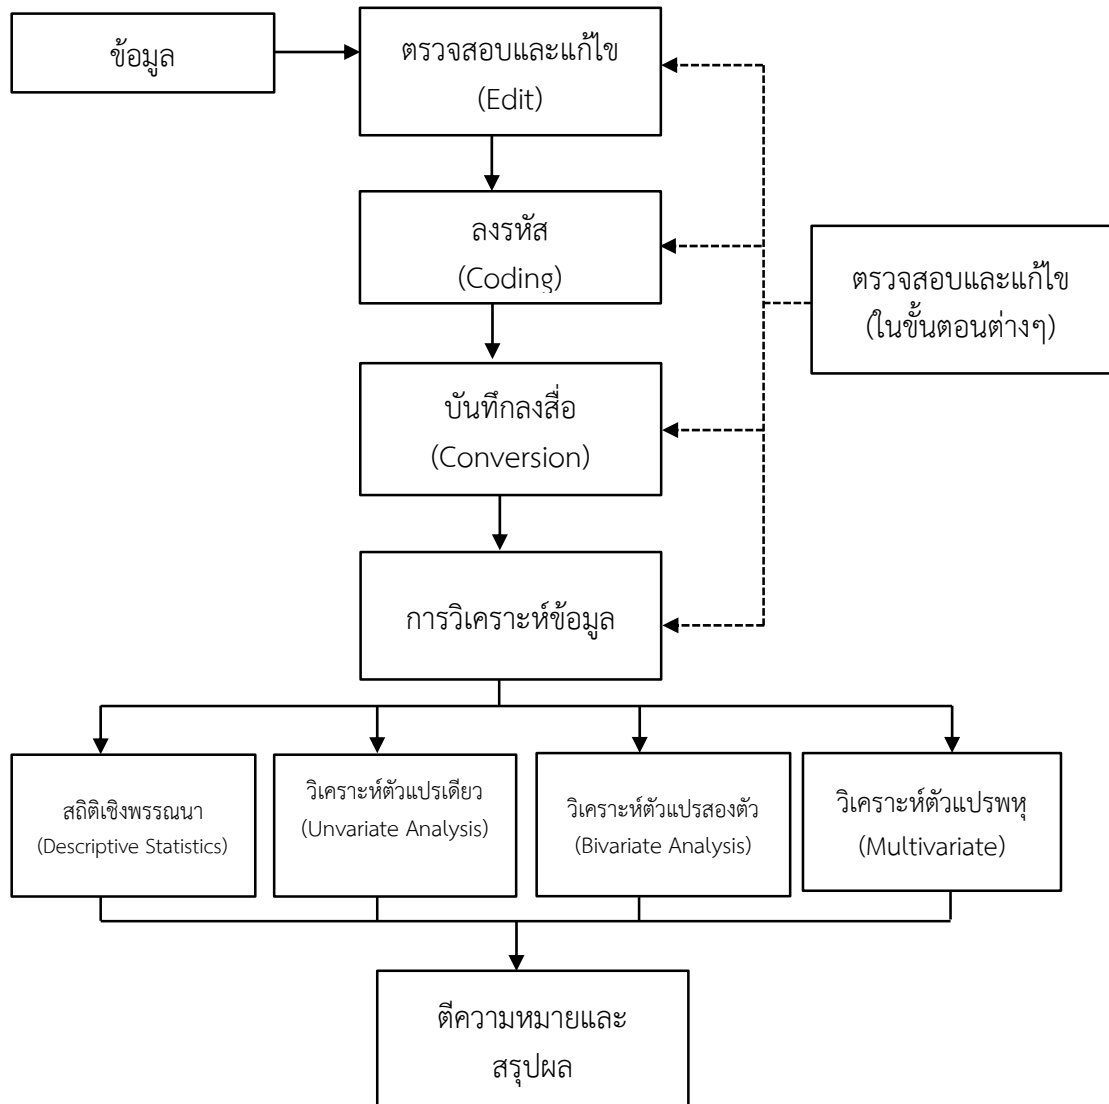 ข้อมูล
ตรวจสอบและแก้ไข
(Edit)
ลงรหัส
(Coding)
ตรวจสอบและแก้ไข
(ในขั้นตอนต่างๆ)
บันทึกลงสื่อ
(Conversion)
การวิเคราะห์ข้อมูล
สถิติเชิงพรรณนา
(Descriptive Statistics)
วิเคราะห์ตัวแปรเดียว
(Unvariate Analysis)
วิเคราะห์ตัวแปรสองตัว
(Bivariate Analysis)
วิเคราะห์ตัวแปรพหุ
(Multivariate)
ตีความหมายและ
สรุปผล